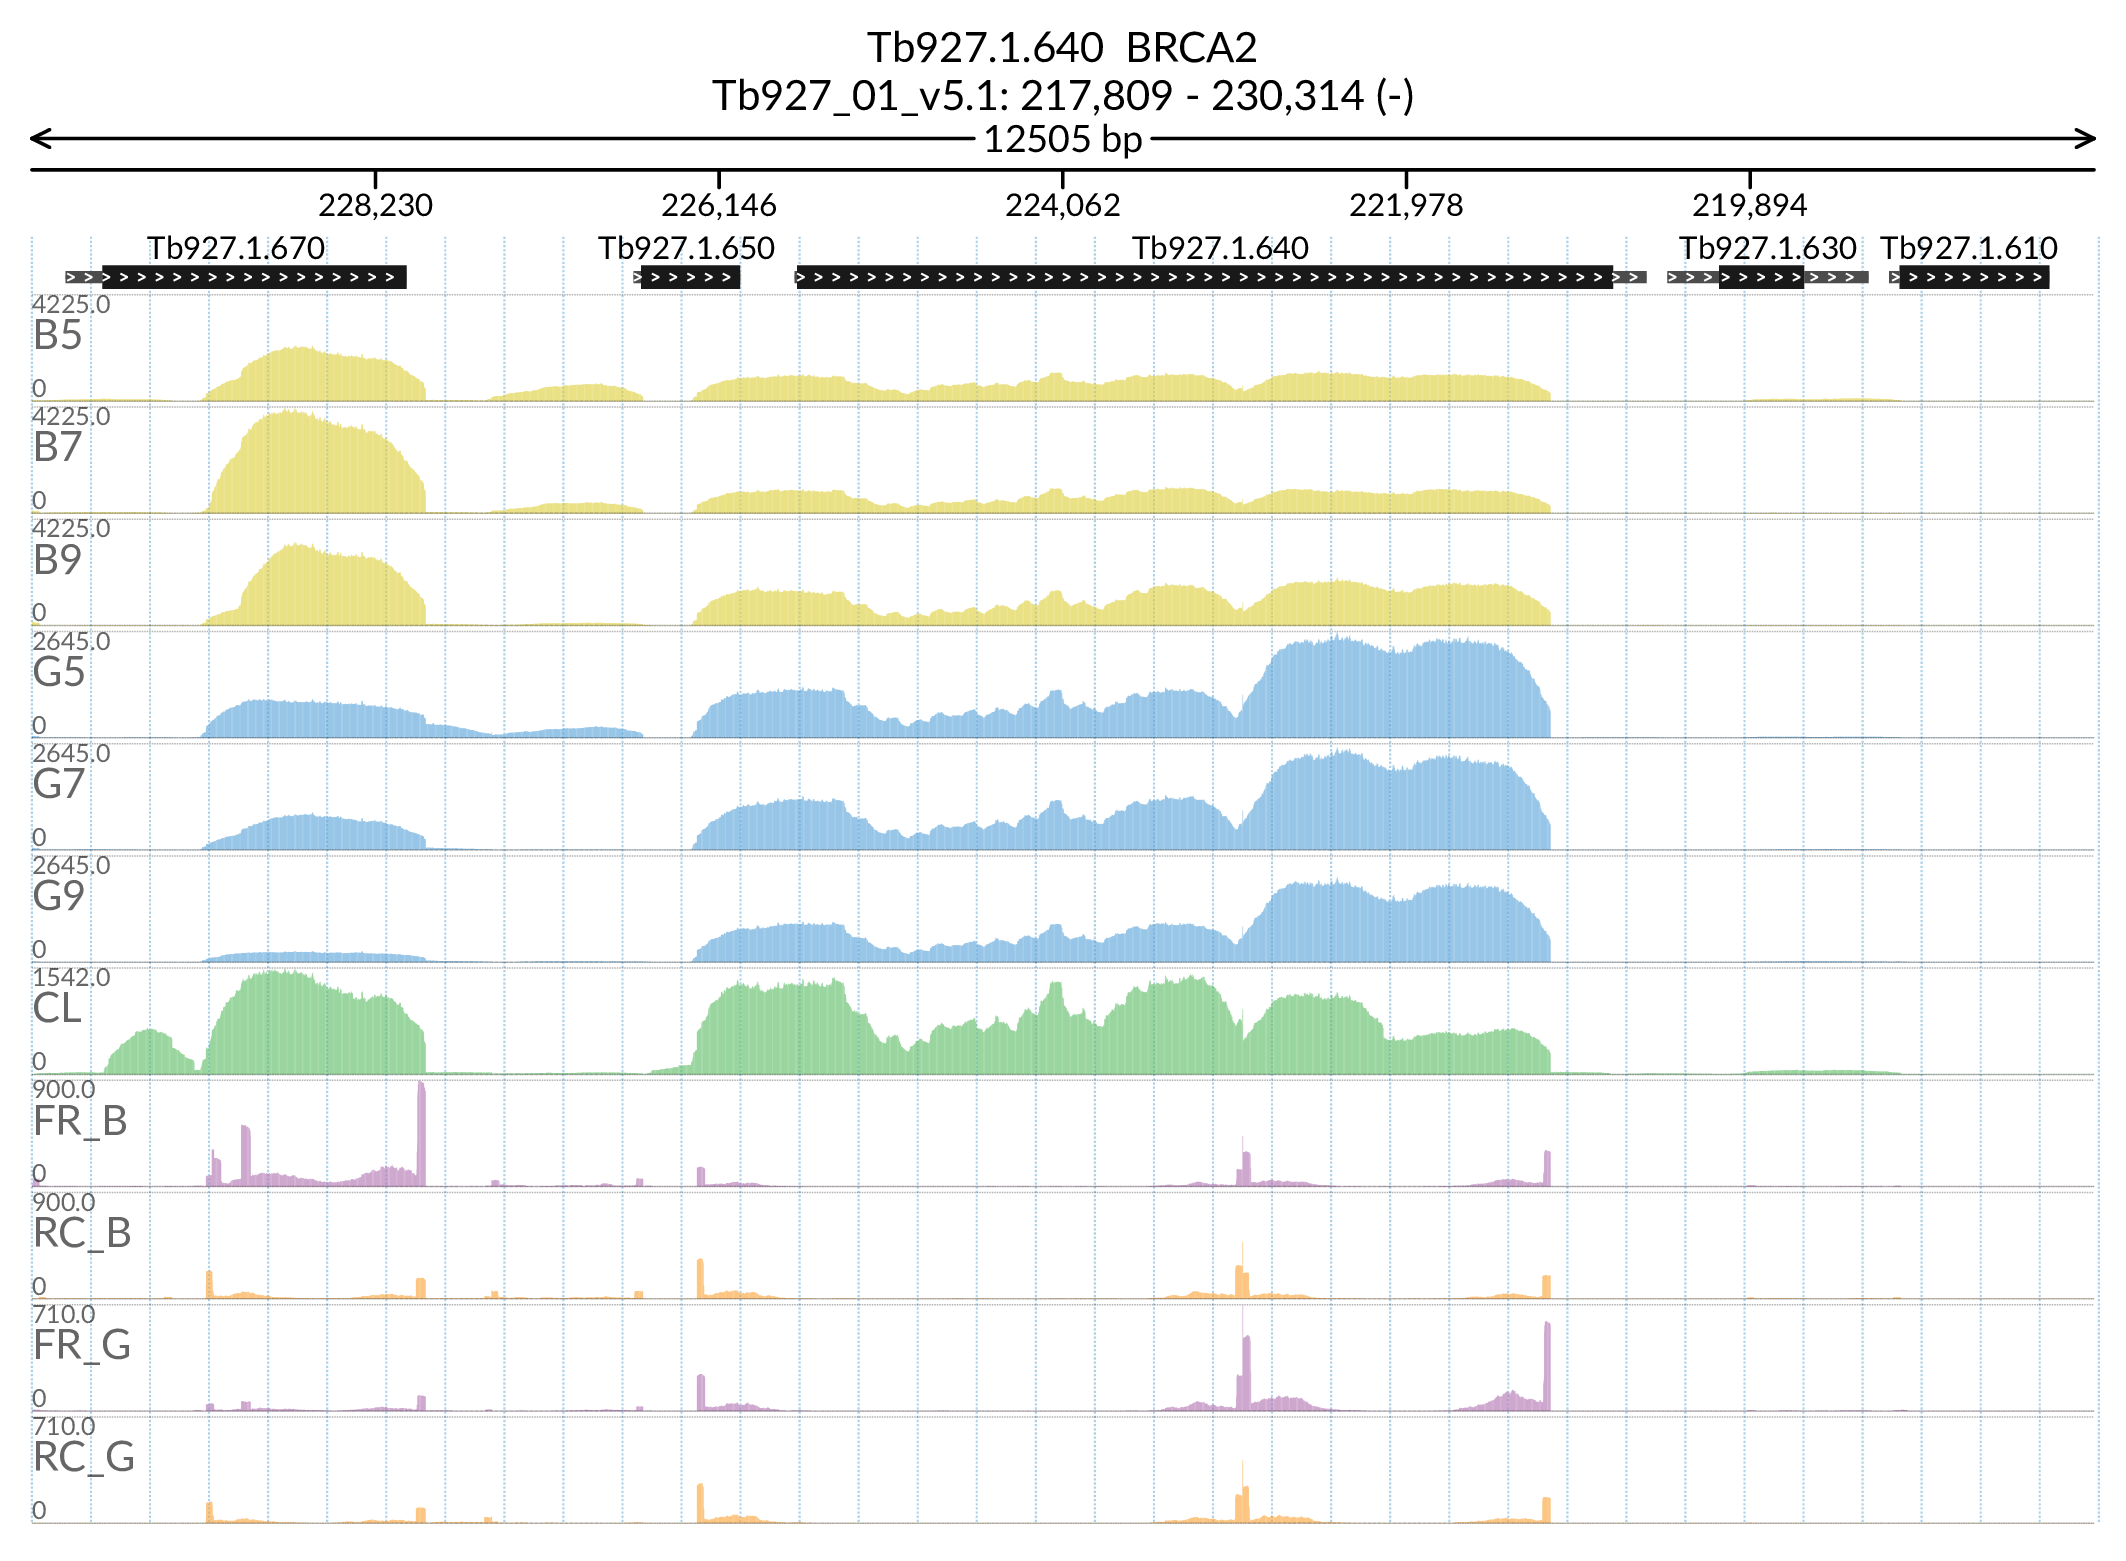 Tb927.1.640 BRCA2
Tb927_01_v5.1: 217,809 - 230,314 (-)
12505 bp
228,230 226,146 224,062 221,978 219,894
Tb927.1.670 Tb927.1.650 Tb927.1.640 Tb927.1.630 Tb927.1.610
4225.0
B5
0
4225.0
B7
0
4225.0
B9
0
2645.0
G5
0
2645.0
G7
0
2645.0
G9
0
1542.0
CL
0
900.0
FR_B
0
900.0
RC_B
0
710.0
FR_G
0
710.0
RC_G
0